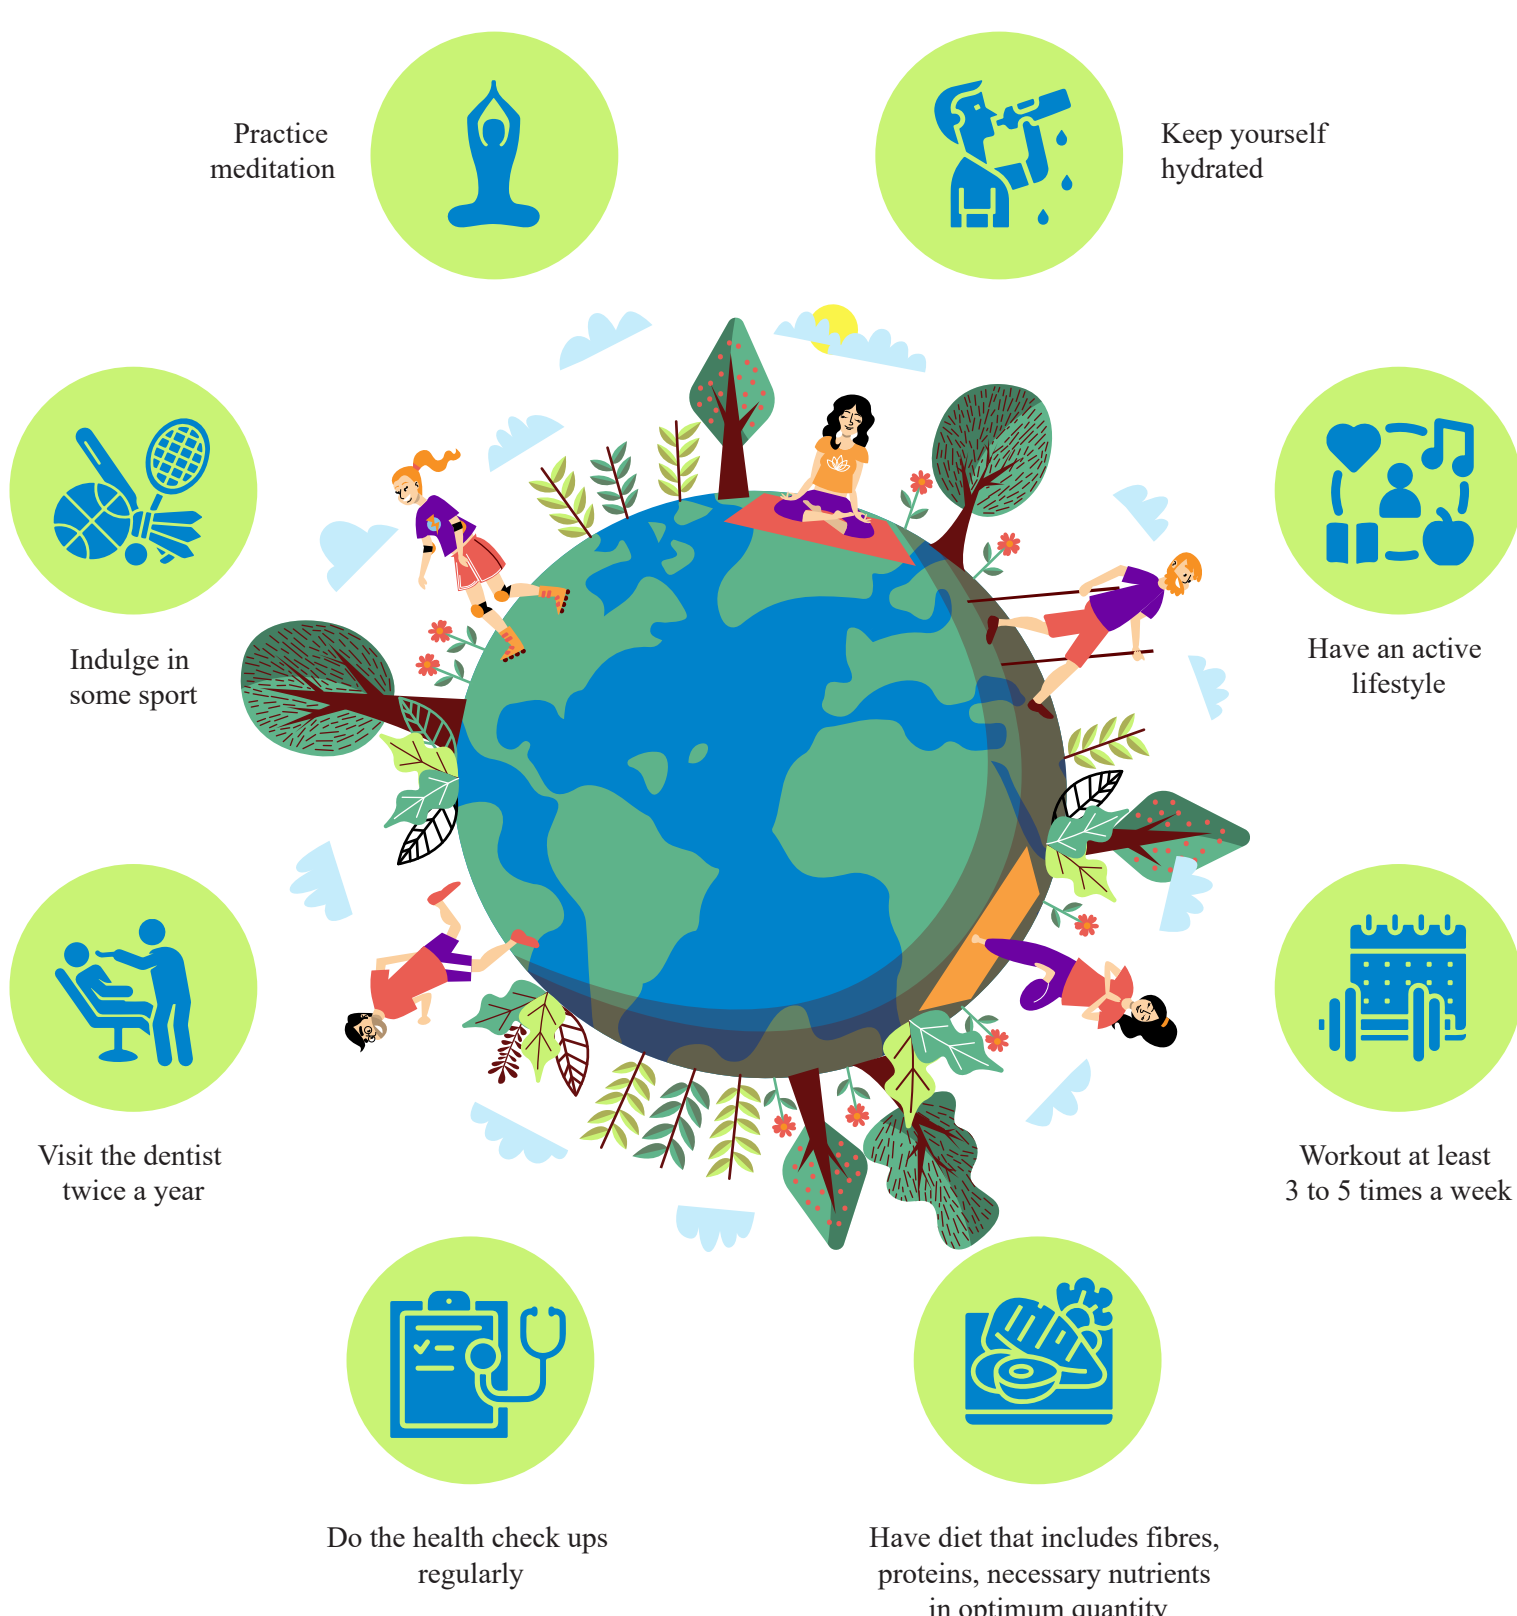 Practice
meditation
Keep yourself
hydrated
Indulge in
some sport
Have an active
lifestyle
Visit the dentist
twice a year
Workout at least
3 to 5 times a week
Do the health check ups
regularly
Have diet that includes fibres,
proteins, necessary nutrients
in optimum quantity